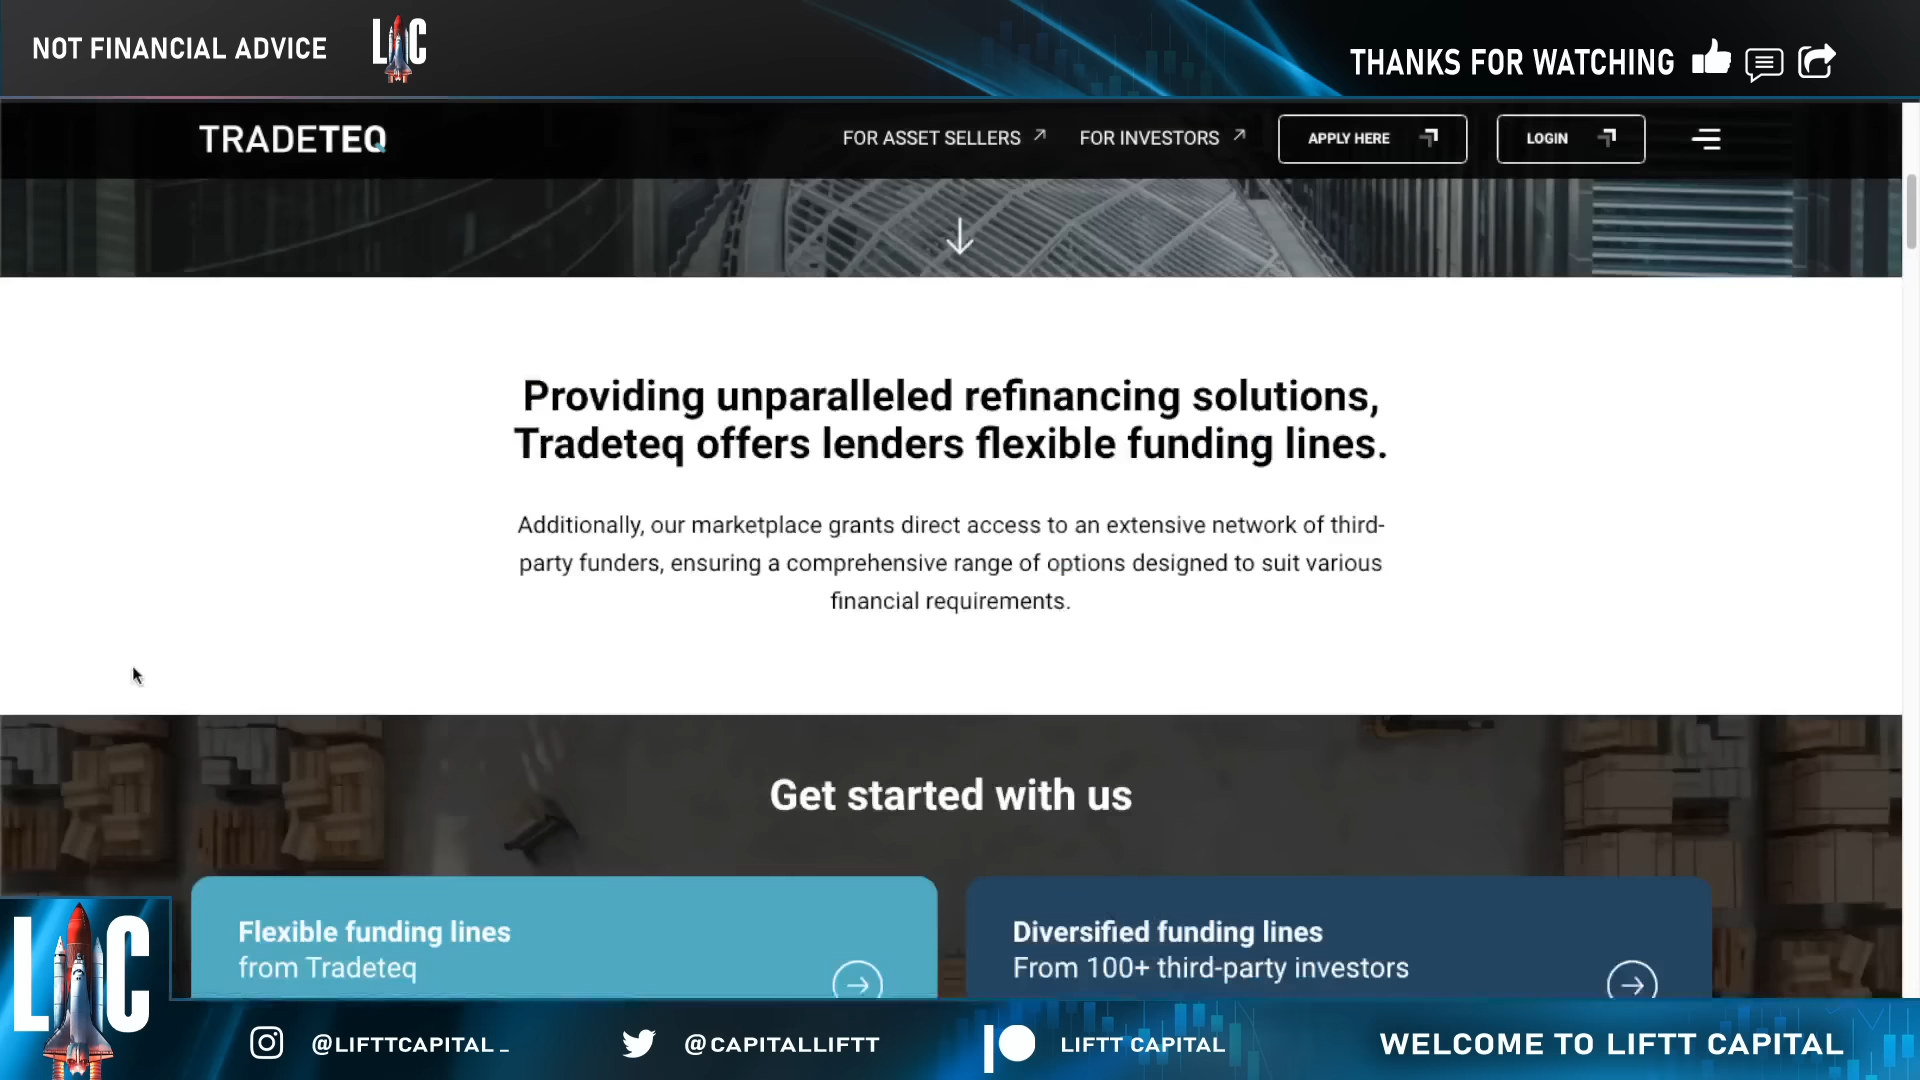 NOT FINANCIAL ADVICE
LC
THANKS FOR WATCHING
TRADETEQ
FOR ASSET SELLERS
FOR INVESTORS
APPLY HERE
LOGIN
Providing unparalleled refinancing solutions,
Tradeteq offers lenders flexible funding lines.
Additionally, our marketplace grants direct access to an extensive network of third-
party funders, ensuring a comprehensive range of options designed to suit various
financial requirements.
Get started with us
Flexible funding lines
from Tradeteq
Diversified funding lines
From 100+ third-party investors
LC
@LIFTTCAPITAL_
@CAPITALLIFTT
LIFTT CAPITAL
WELCOME TO LIFTT CAPITAL